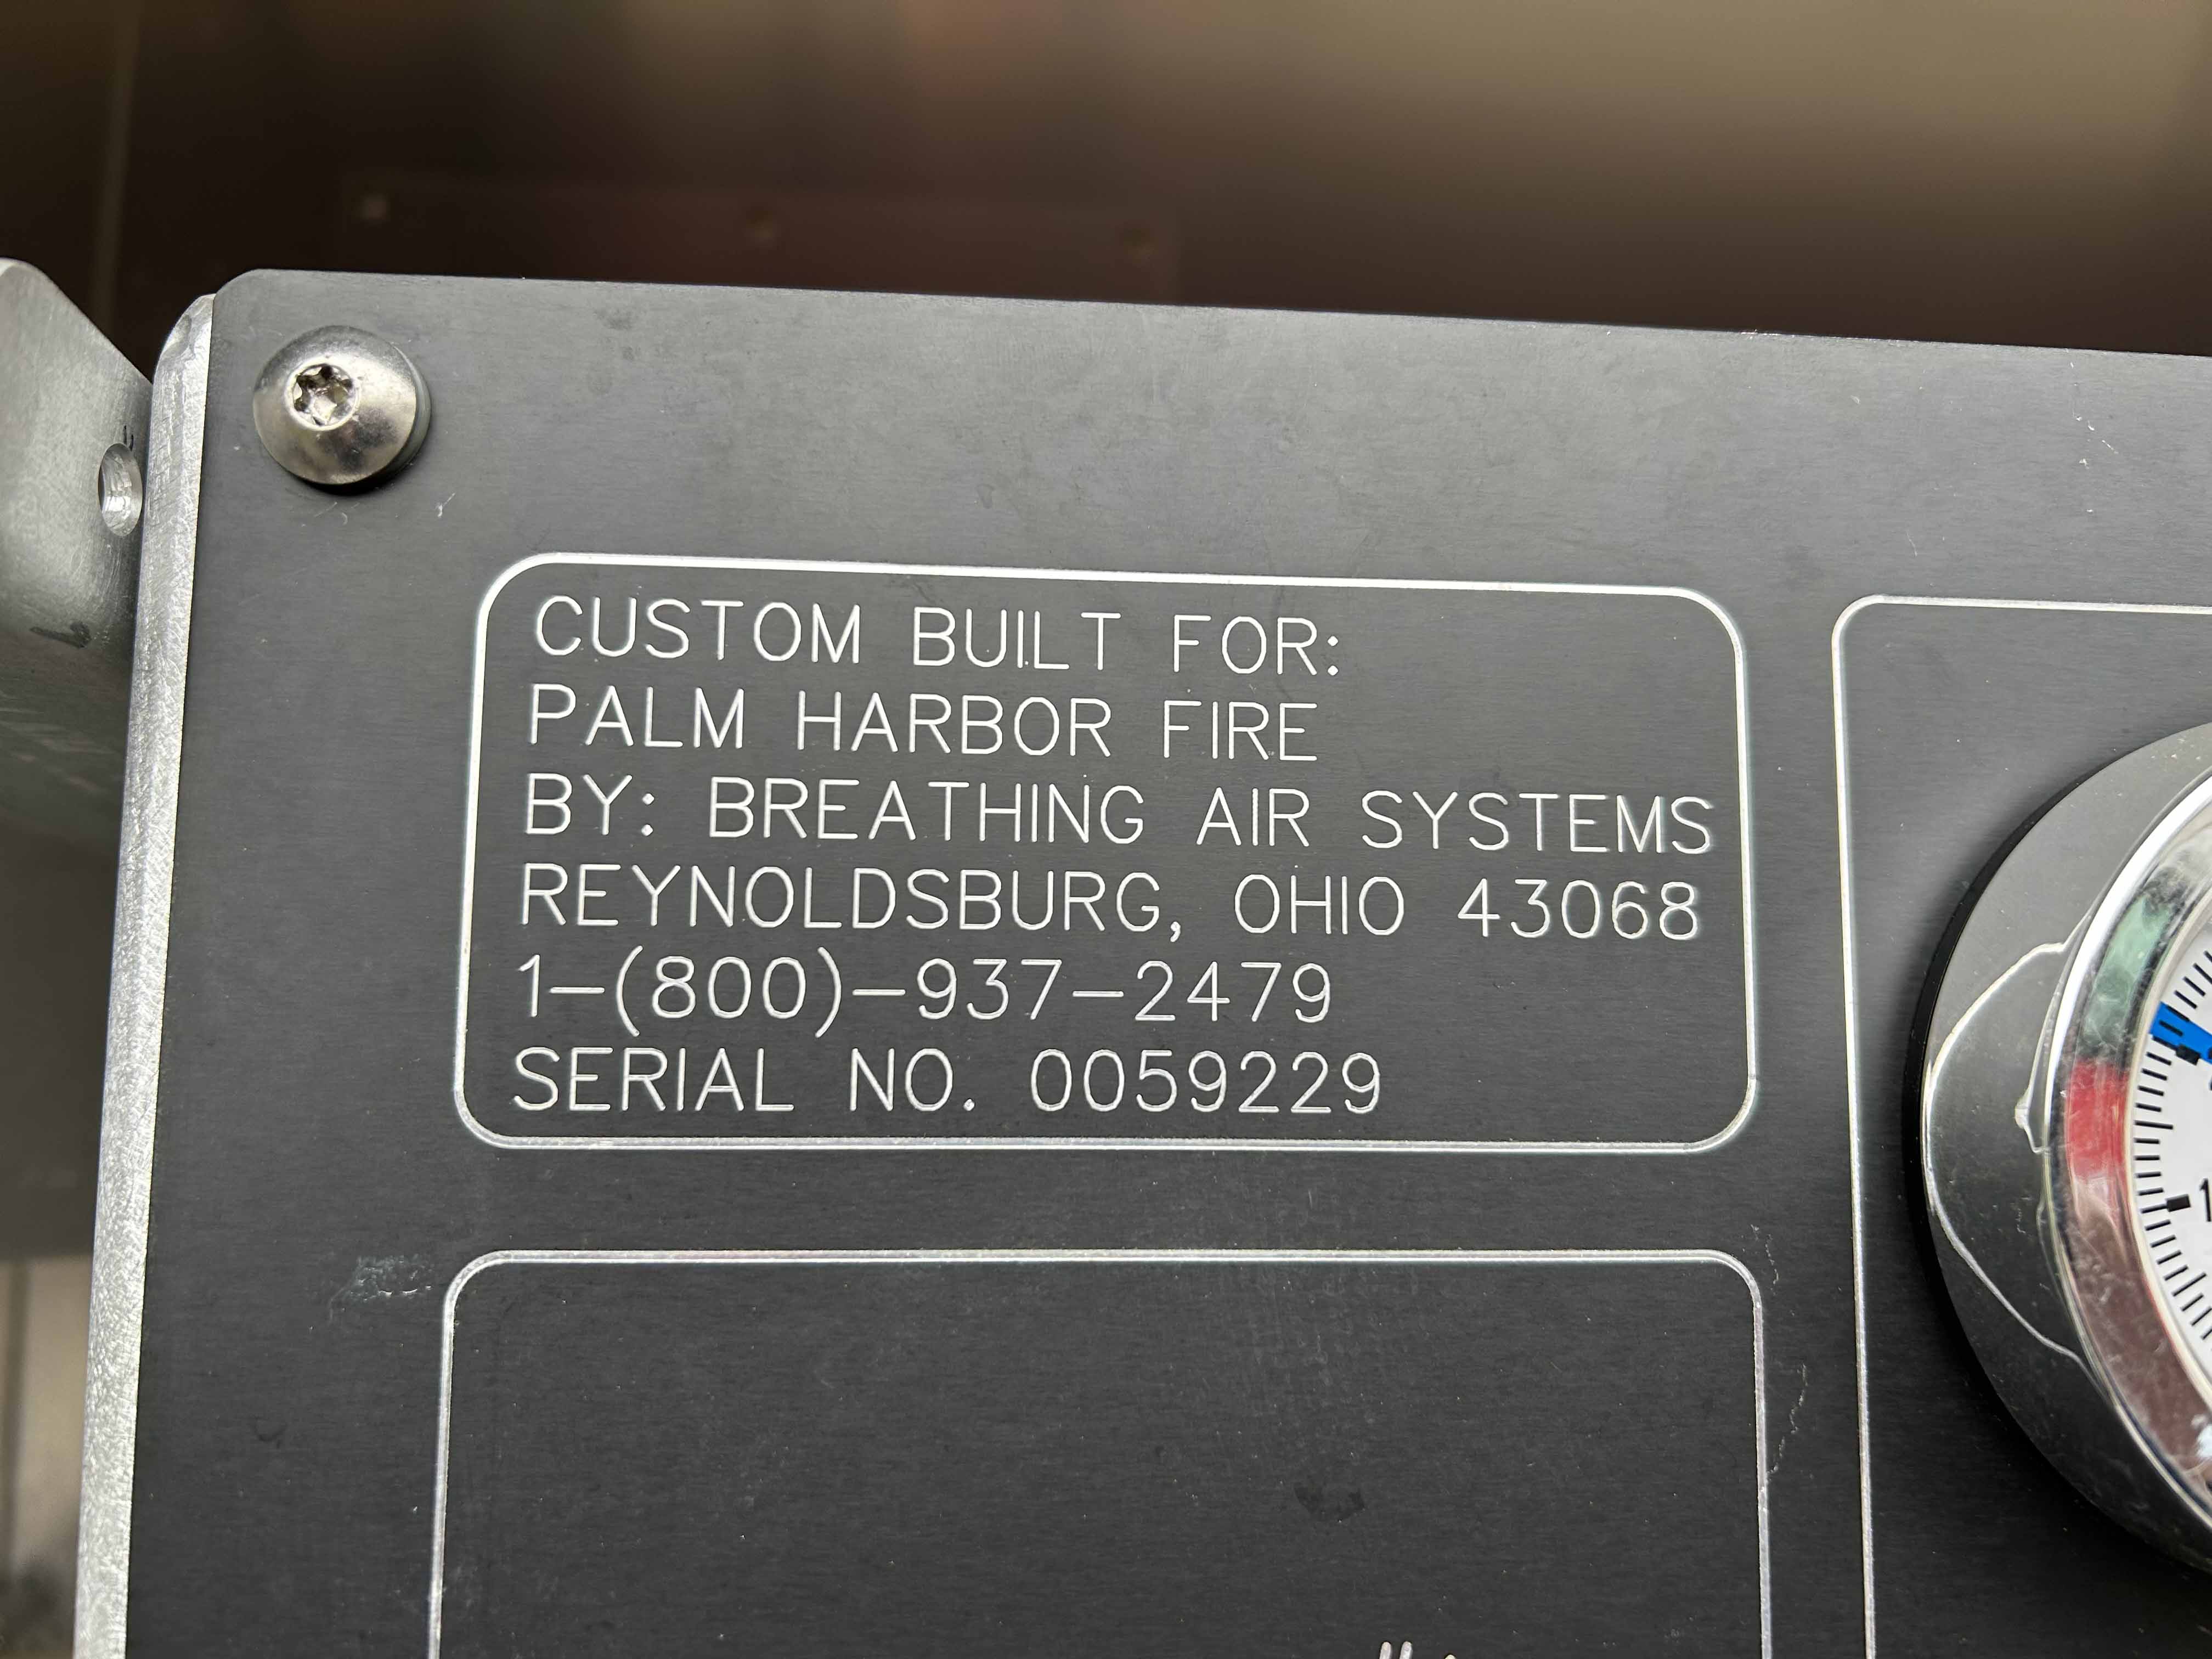 CUSTOM BUILT FOR:
PALM HARBOR FIRE
BY: BREATHING AIR SYSTEMS
REYNOLDSBURG, OHIO 43068
1-(800)-937-2479
SERIAL NO. 0059229